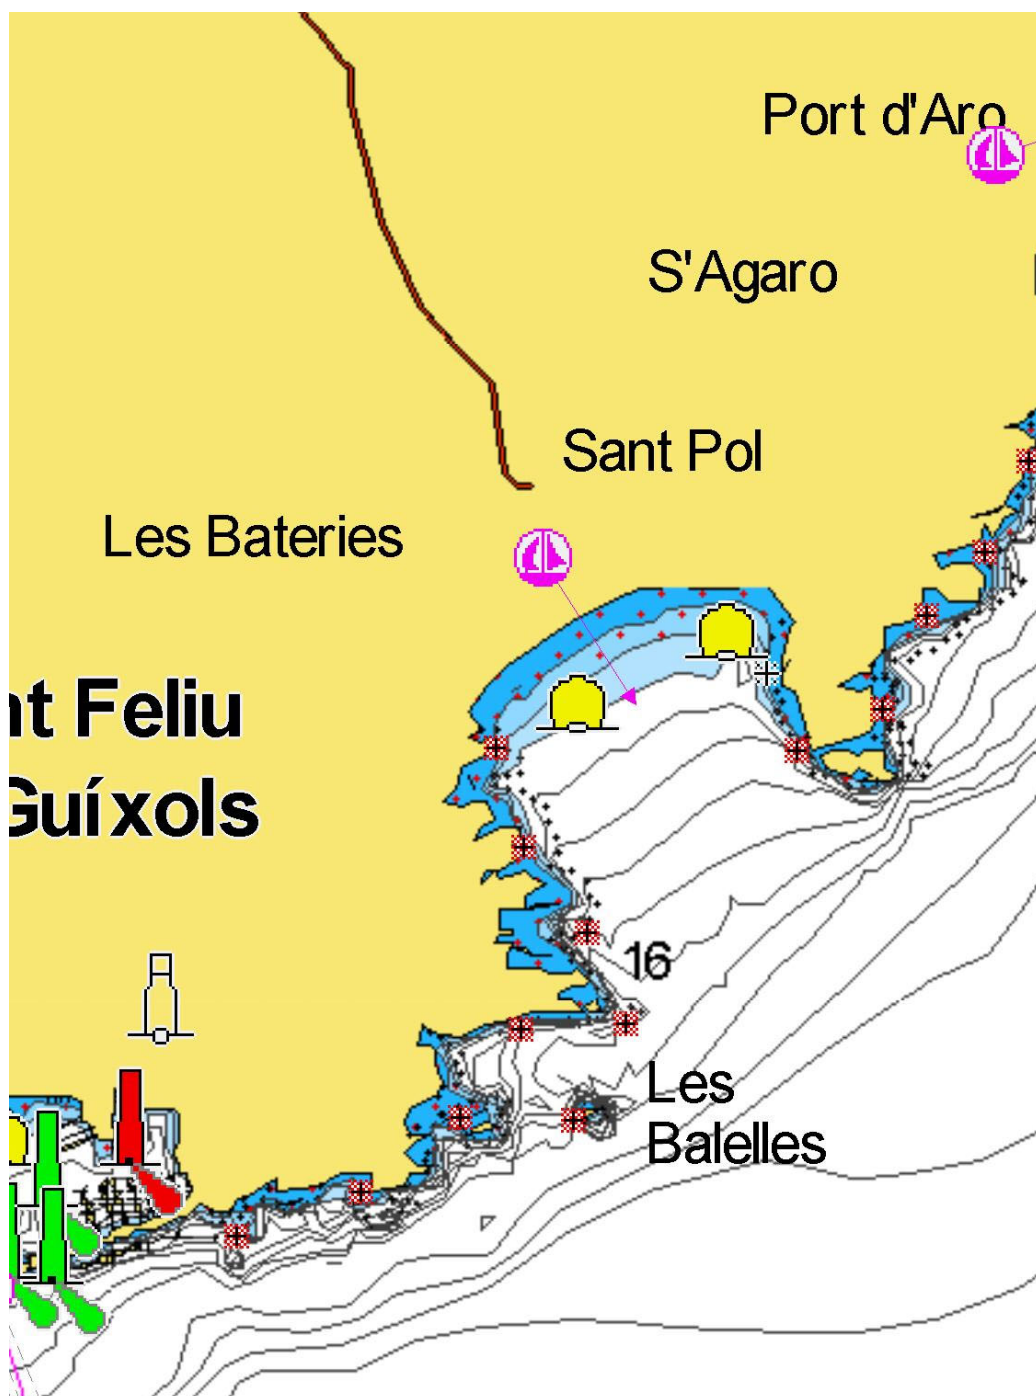 Port d'Aro
S'Agaro
Sant Pol
Les Bateries
nt Feliu
Guíxols
16
Les
Balelles